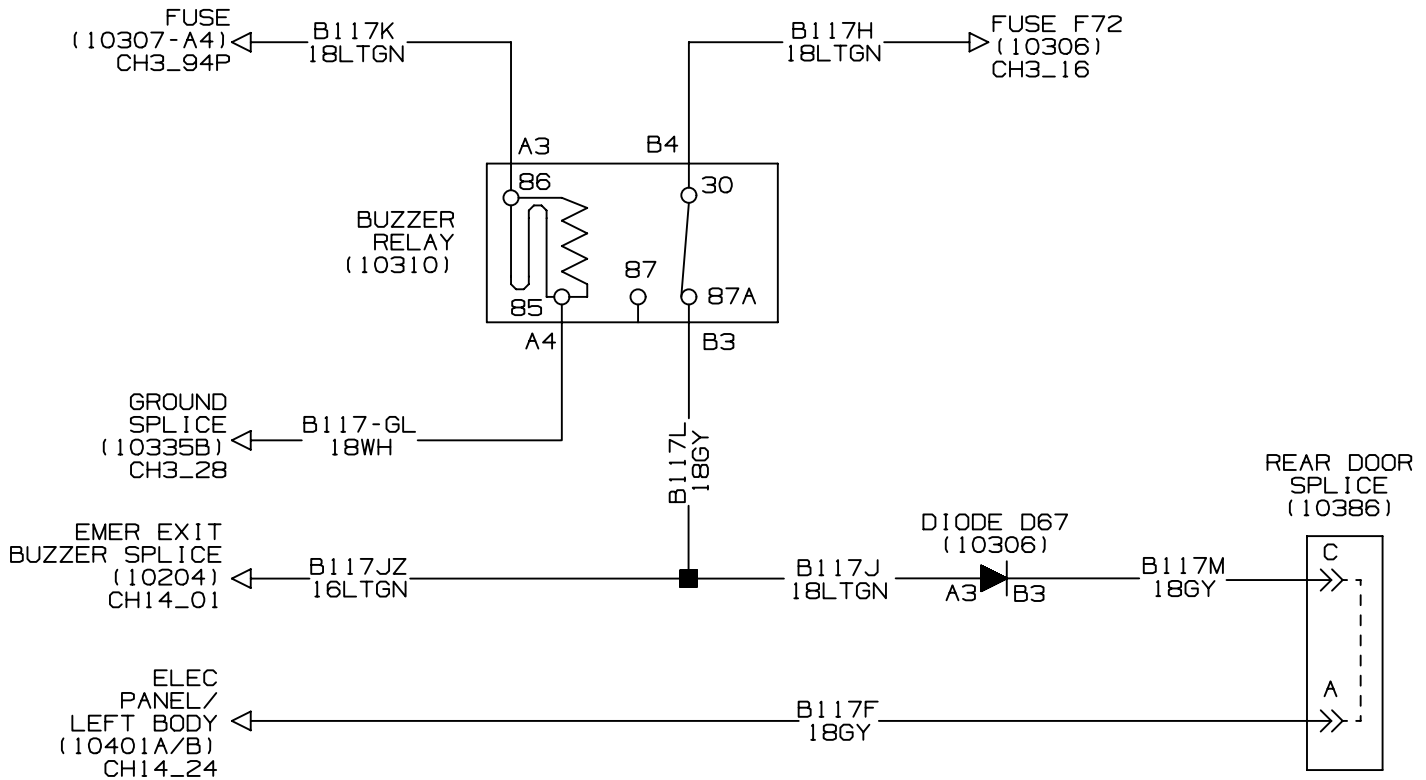 FUSE
(10307-A4)
CH3_94P
B117K
18LTGN
B117H
18LTGN
FUSE F72
(10306)
CH3_16
A3
B4
86
30
BUZZER
RELAY
(10310)
87
85
87A
A4
B3
GROUND
SPLICE
(10335B)
CH3_28
B117-GL
18WH
B117L
18GY
REAR DOOR
SPLICE
(10386)
EMER EXIT
BUZZER SPLICE
(10204)
CH14_01
B117JZ
16LTGN
B117J
18LTGN
DIODE D67
(10306)
A3
B3
B117M
18GY
C
ELEC
PANEL/
LEFT BODY
(10401A/B)
CH14_24
B117F
18GY
A